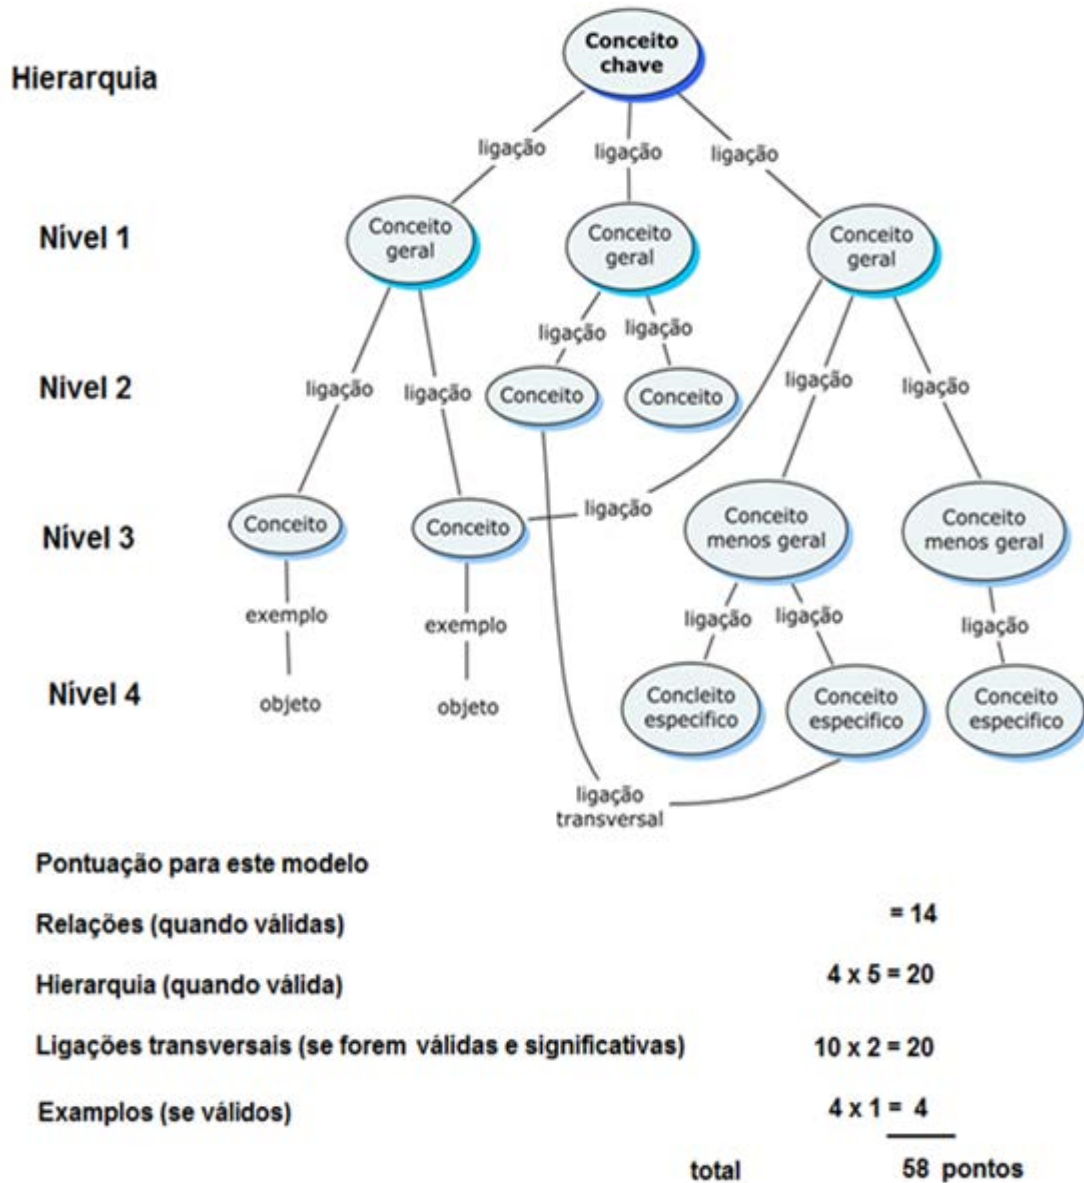 Conceito
chave
Hierarquia
ligação
ligação
ligação
Nível 1
Conceito
geral
Conceito
geral
Conceito
geral
ligação
ligação
Nivel 2
ligação
ligação
Conceito
Conceito
ligação
ligação
Nível 3
Conceito
Conceito
ligação
Conceito
menos geral
Conceito
menos geral
exemplo
exemplo
ligação
ligação
ligação
Nível 4
objeto
objeto
Concleito
especifico
Conceito
especifico
Conceito
especifico
ligação
transversal
Pontuação para este modelo
Relações (quando válidas) = 14
Hierarquia (quando válida) 4 x 5 = 20
Ligações transversais (se forem válidas e significativas) 10 x 2 = 20
Examplos (se válidos) 4 x 1 = 4
total 58 pontos